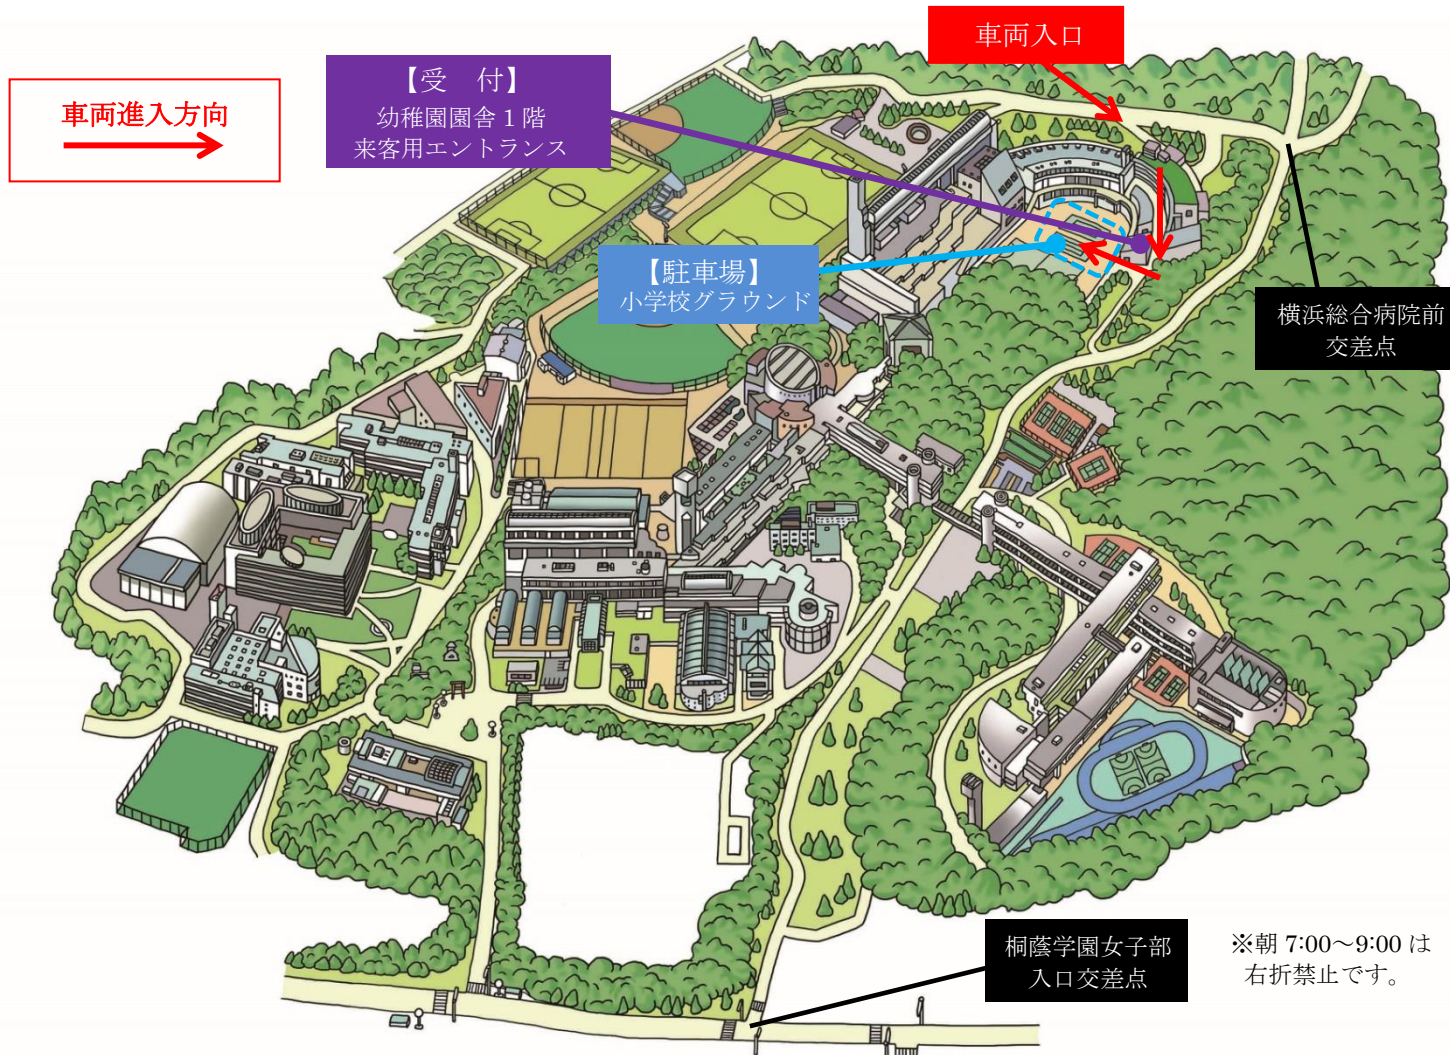 車両入口
【受　付】
幼稚園園舎 1 階
来客用エントランス
車両進入方向
【駐車場】
小学校グラウンド
横浜総合病院前
交差点
桐蔭学園女子部
入口交差点
※朝 7:00～9:00 は
右折禁止です。